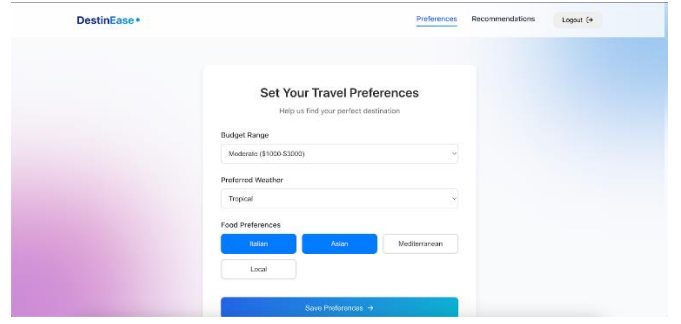 DestinEase
Preferences Recommendations Logout
Set Your Travel Preferences
Help us find your perfect destination
Budget Range
Moderate ($1000-$3000)
Preferred Weather
Tropical
Food Preferences
Italian Asian Mediterranean
Local
Save Preferences →